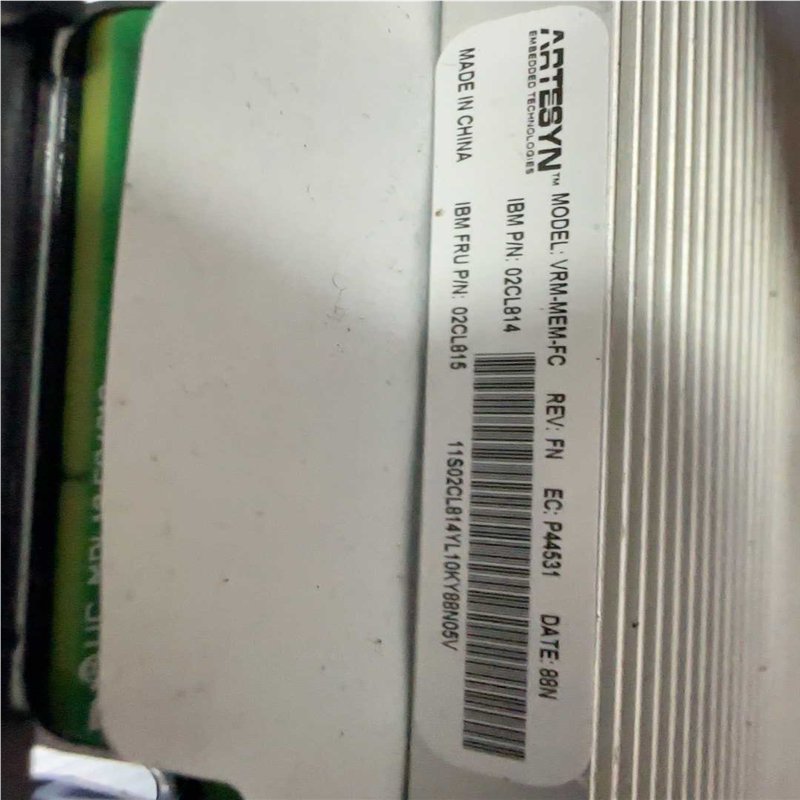 ARTESYN™ MODEL: VRM-MEM-FC REV: FN EC: P44531 DATE: 88N
EMBEDDED TECHNOLOGIES
IBM P/N: 02CL814
MADE IN CHINA IBM FRU P/N: 02CL815
11S02CL814YL10KY88N05V